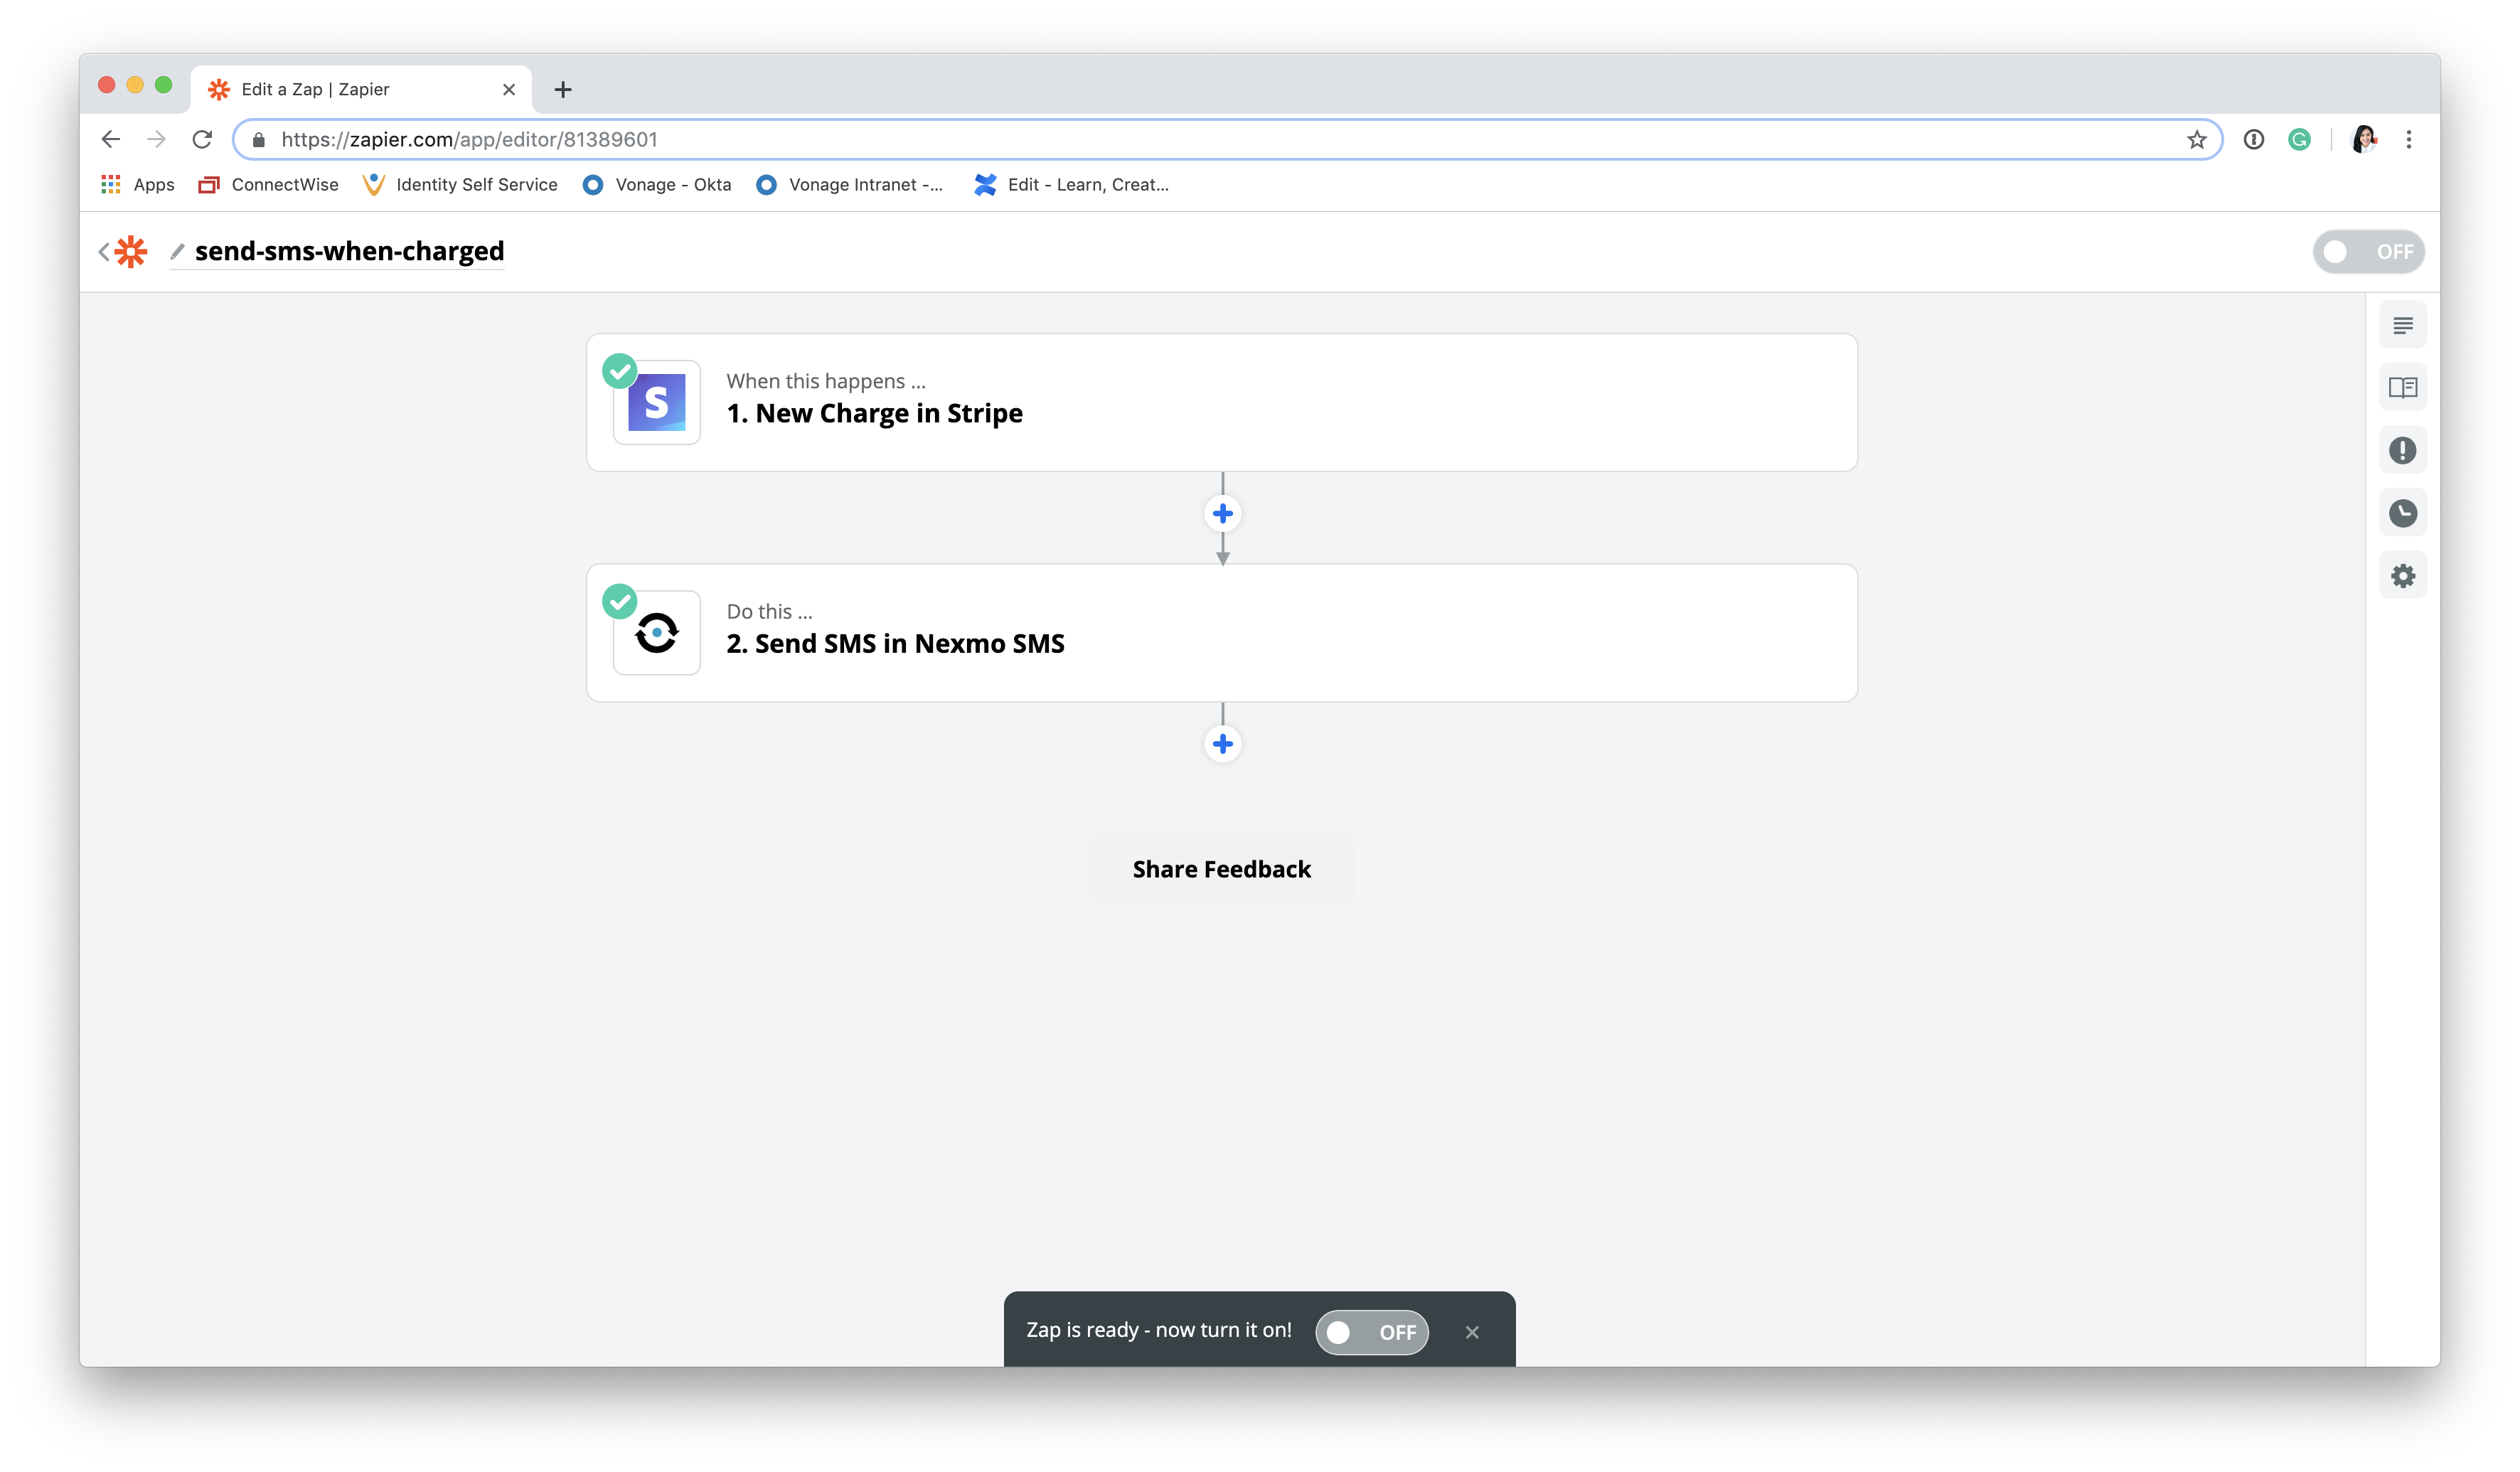 Edit a Zap | Zapier
https://zapier.com/app/editor/81389601
Apps
ConnectWise
Identity Self Service
Vonage - Okta
Vonage Intranet -...
Edit - Learn, Creat...
send-sms-when-charged
OFF
When this happens ...
1. New Charge in Stripe
Do this ...
2. Send SMS in Nexmo SMS
Share Feedback
Zap is ready - now turn it on!
OFF